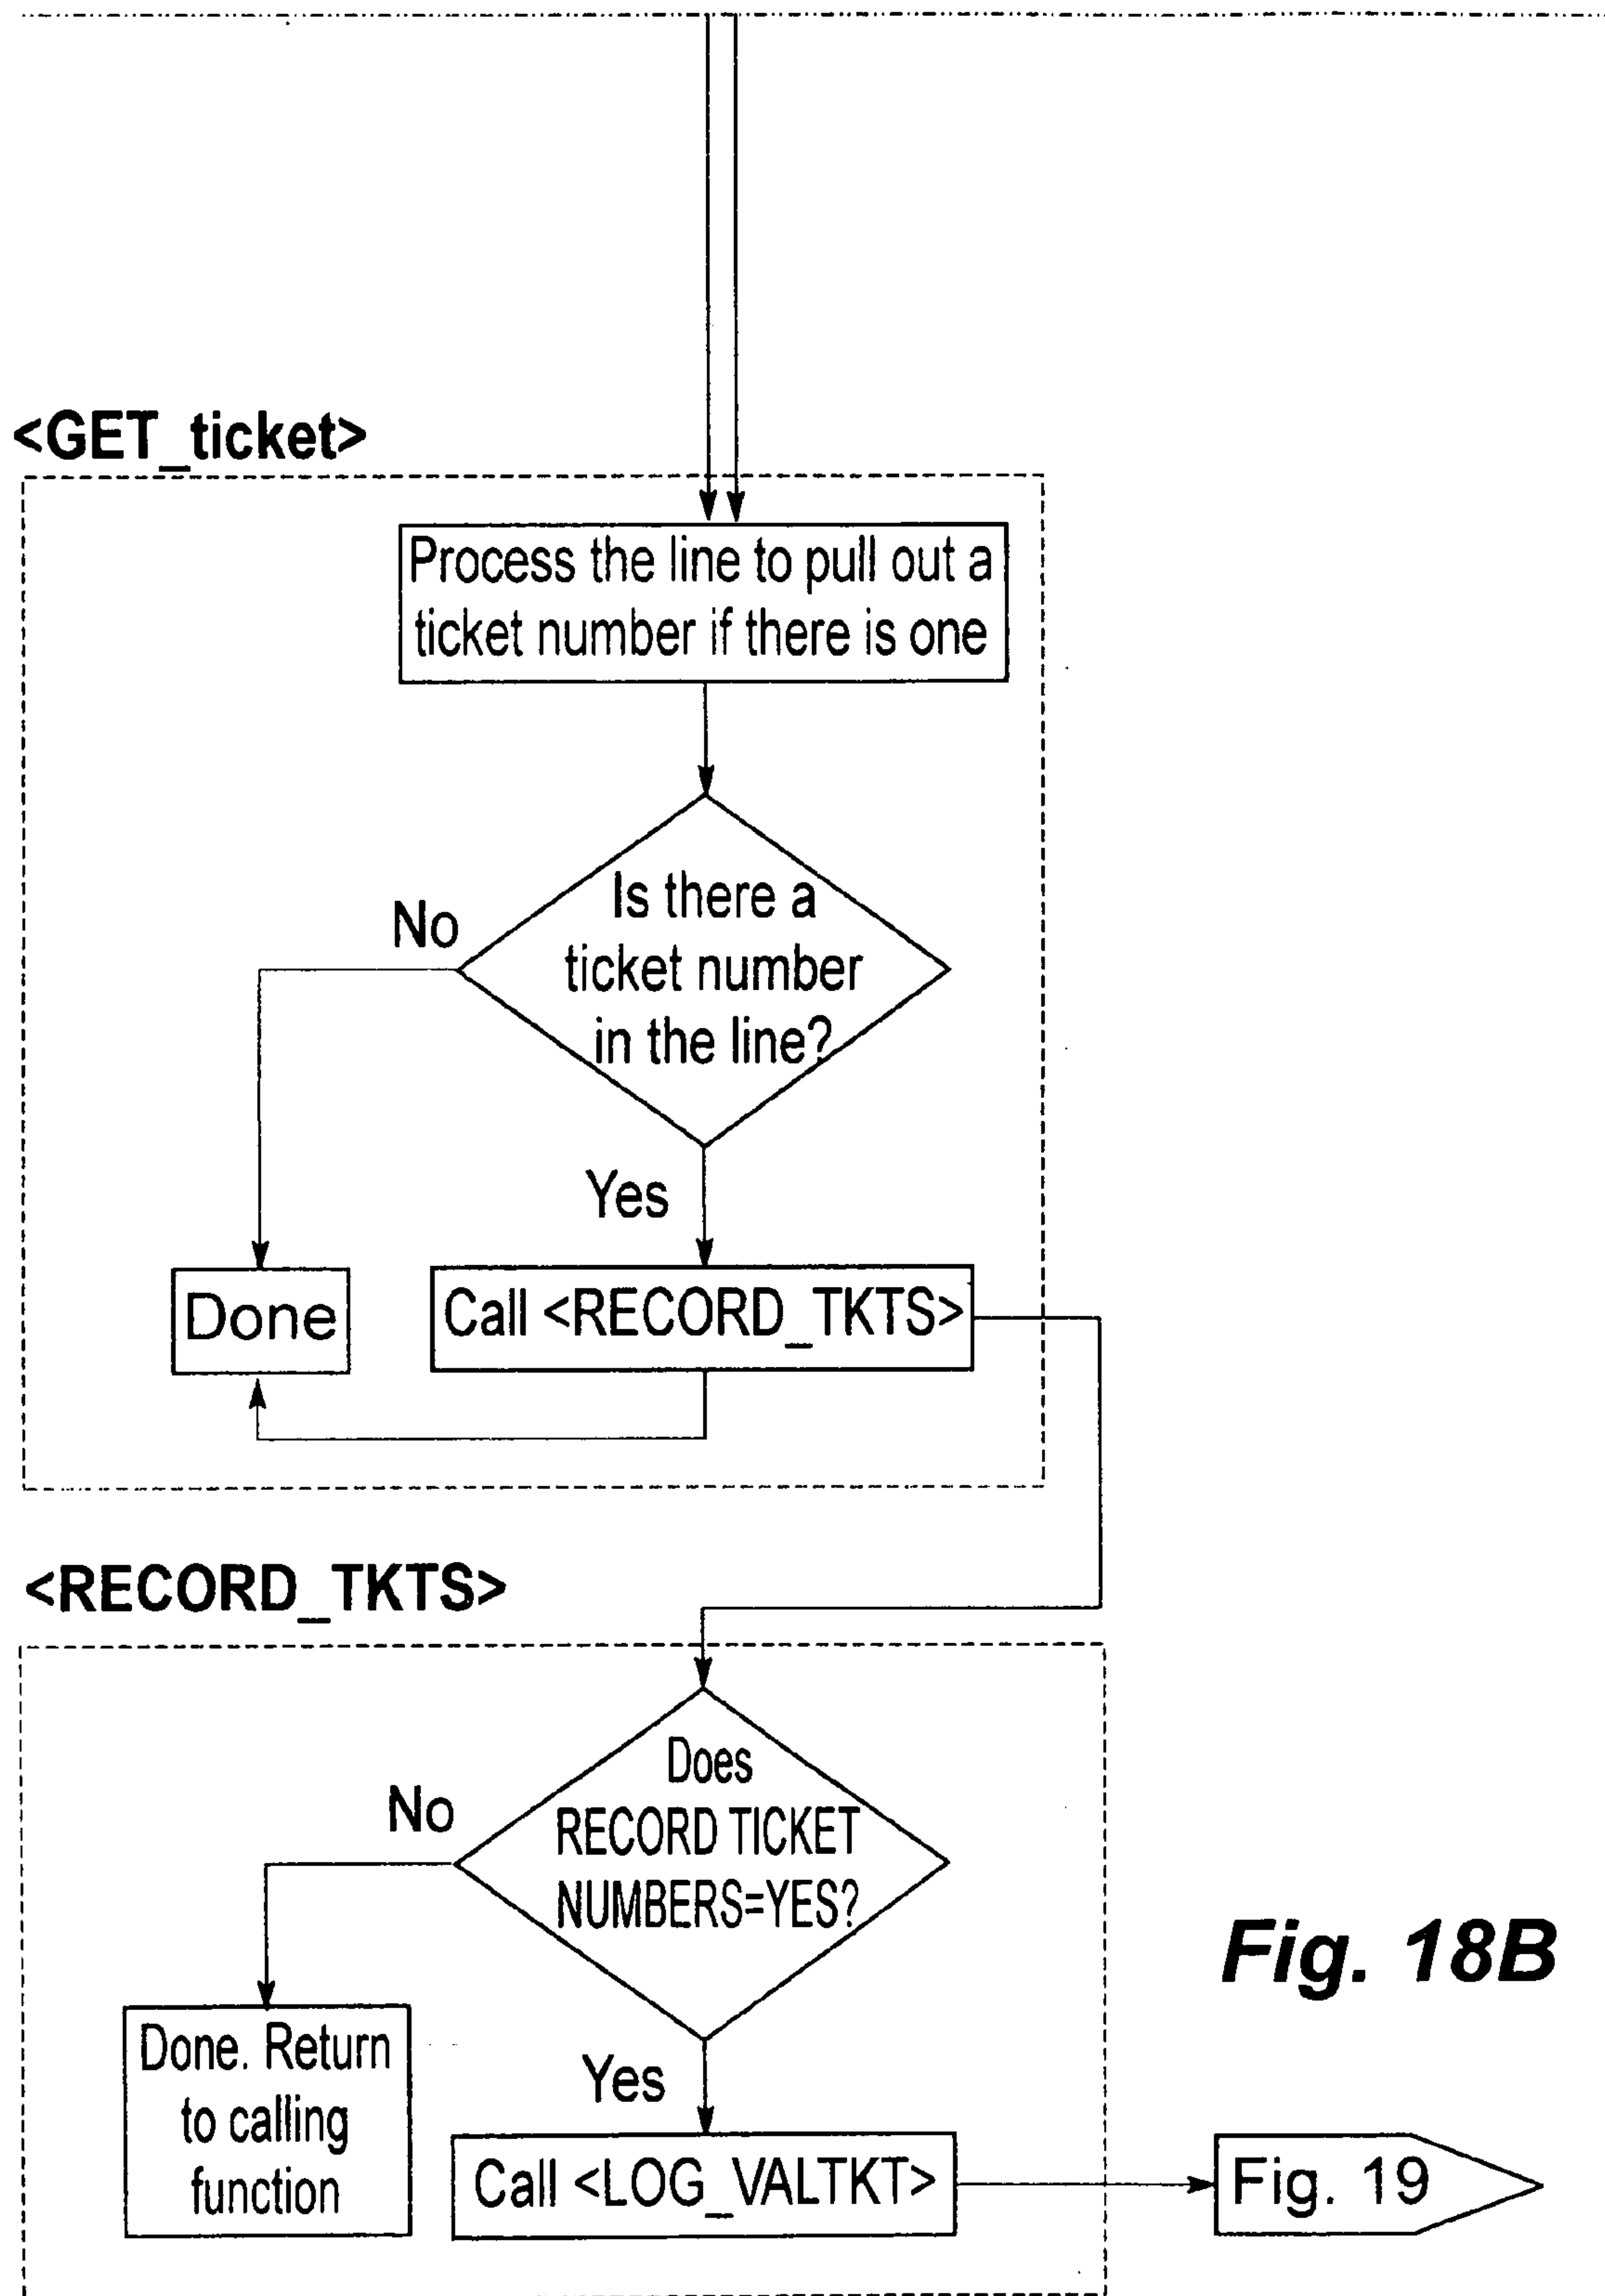 <GET_ticket>
Process the line to pull out a
ticket number if there is one
Is there a
ticket number
in the line?
No
Yes
Done
Call <RECORD_TKTS>
<RECORD_TKTS>
Does
RECORD TICKET
NUMBERS=YES?
No
Yes
Done. Return
to calling
function
Call <LOG_VALTKT>
Fig. 19
Fig. 18B